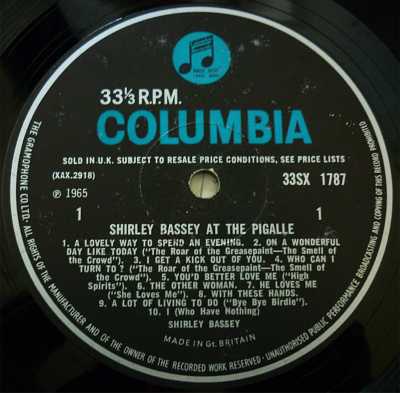 33⅓ R.P.M.
COLUMBIA
SOLD IN U.K. SUBJECT TO RESALE PRICE CONDITIONS, SEE PRICE LISTS
(XAX.2918)
33SX 1787
℗ 1965
1
1
SHIRLEY BASSEY AT THE PIGALLE
1. A LOVELY WAY TO SPEND AN EVENING. 2. ON A WONDERFUL
DAY LIKE TODAY ("The Roar of the Greasepaint—The Smell of
the Crowd"). 3. I GET A KICK OUT OF YOU. 4. WHO CAN I
TURN TO? ("The Roar of the Greasepaint—The Smell
of the Crowd"). 5. YOU'D BETTER LOVE ME ("High
Spirits"). 6. THE OTHER WOMAN. 7. HE LOVES ME
("She Loves Me"). 8. WITH THESE HANDS.
9. A LOT OF LIVING TO DO ("Bye Bye Birdie").
10. I (Who Have Nothing)
SHIRLEY BASSEY
MADE IN Gt. BRITAIN
THE GRAMOPHONE CO. LTD. ALL RIGHTS OF THE MANUFACTURER AND OF THE OWNER OF THE RECORDED WORK RESERVED · UNAUTHORISED PUBLIC PERFORMANCE BROADCASTING AND COPYING OF THIS RECORD PROHIBITED